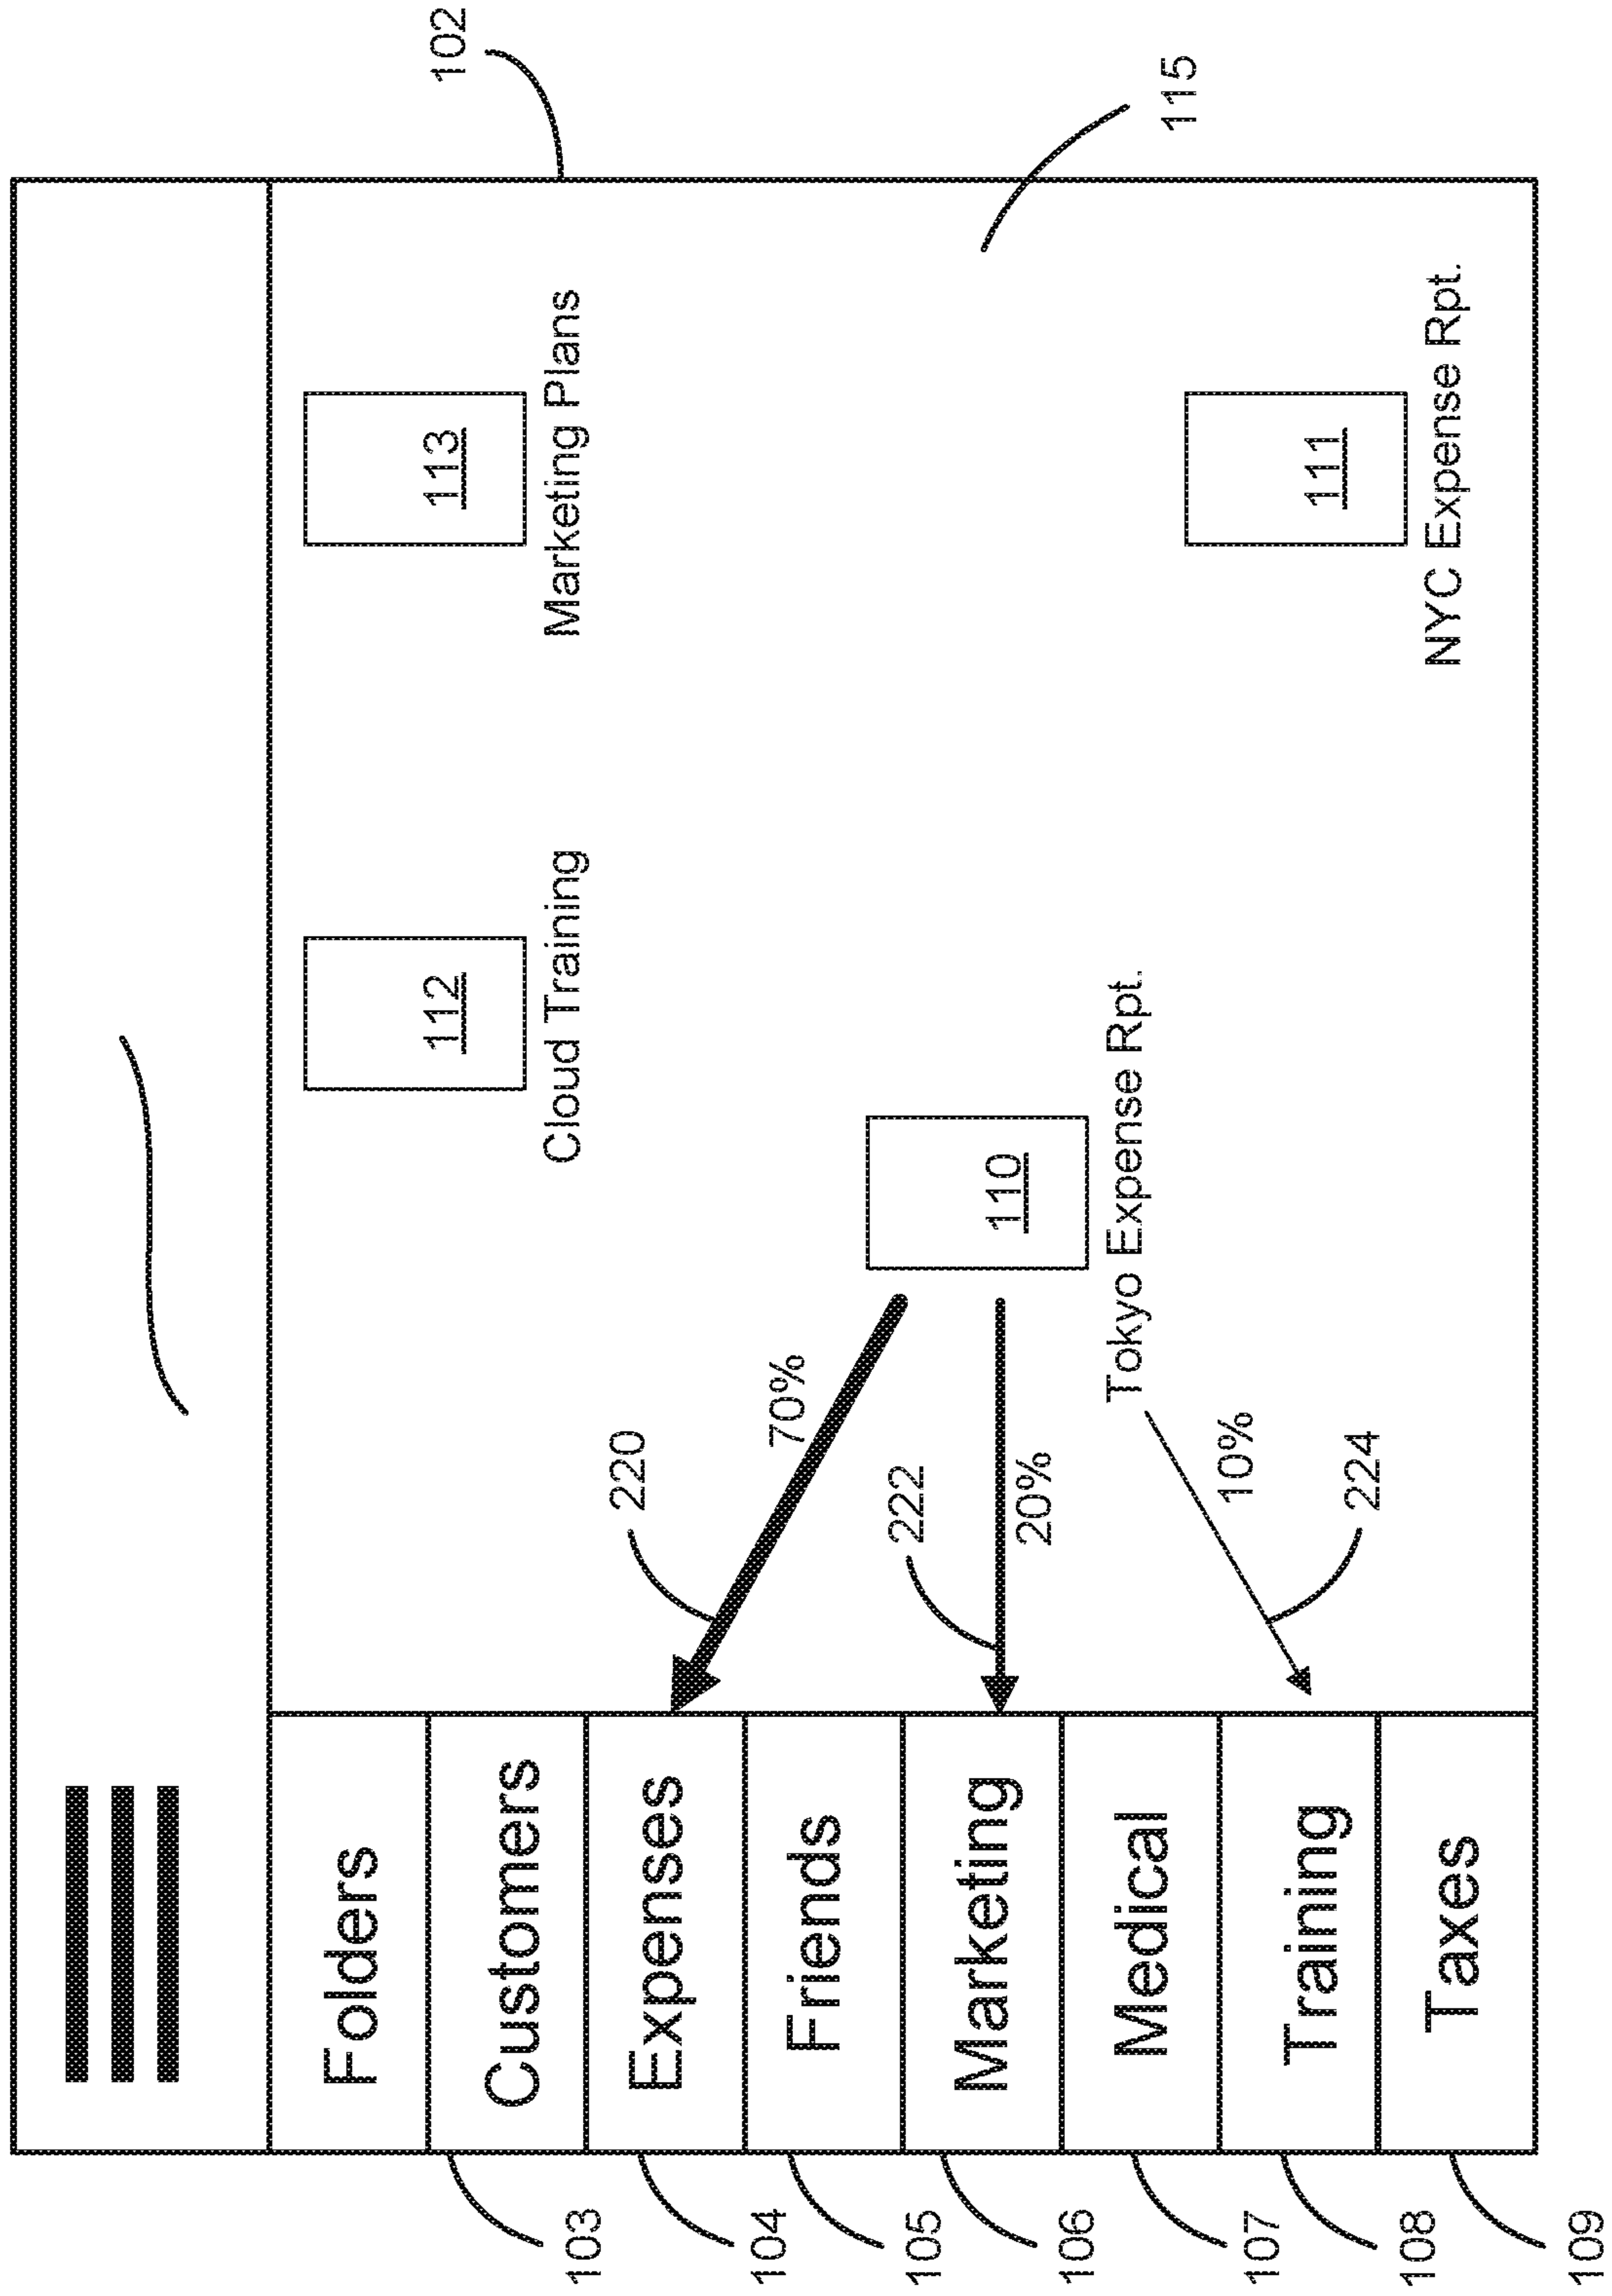 102
115
113
Marketing Plans
112
Cloud Training
110
Tokyo Expense Rpt.
111
NYC Expense Rpt.
220
70%
222
20%
10%
224
Folders
Customers
Expenses
Friends
Marketing
Medical
Training
Taxes
103
104
105
106
107
108
109